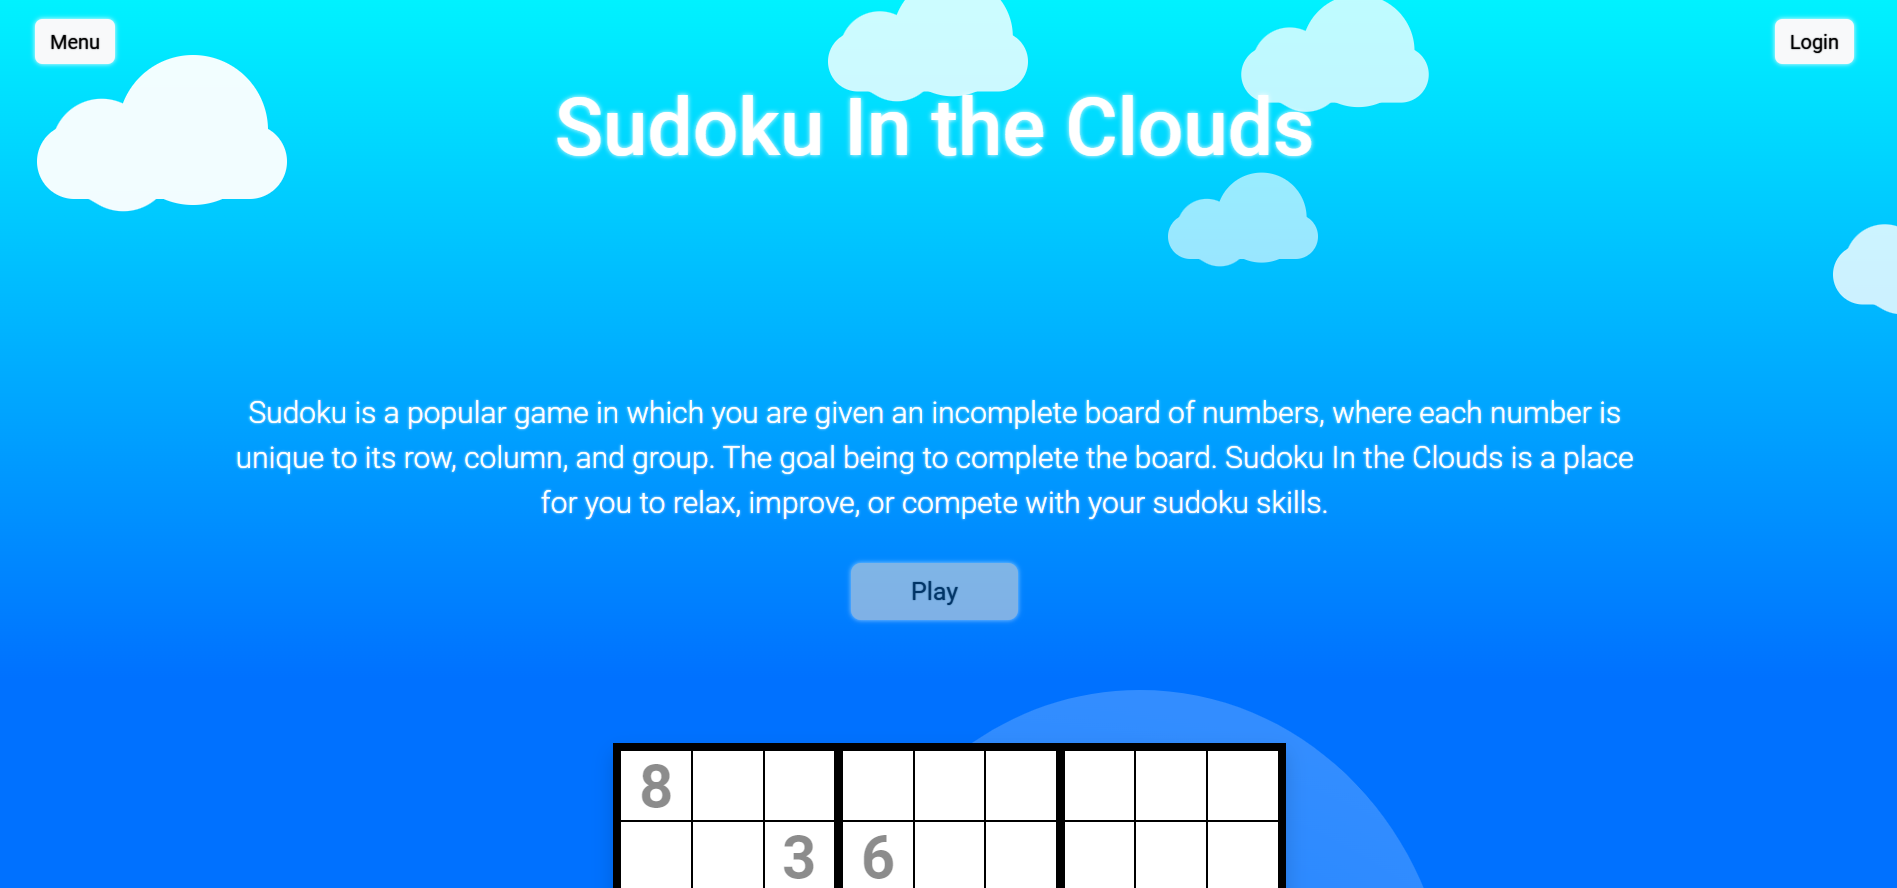 Menu
Login
Sudoku In the Clouds
Sudoku is a popular game in which you are given an incomplete board of numbers, where each number is
unique to its row, column, and group. The goal being to complete the board. Sudoku In the Clouds is a place
for you to relax, improve, or compete with your sudoku skills.
Play
8
3 6